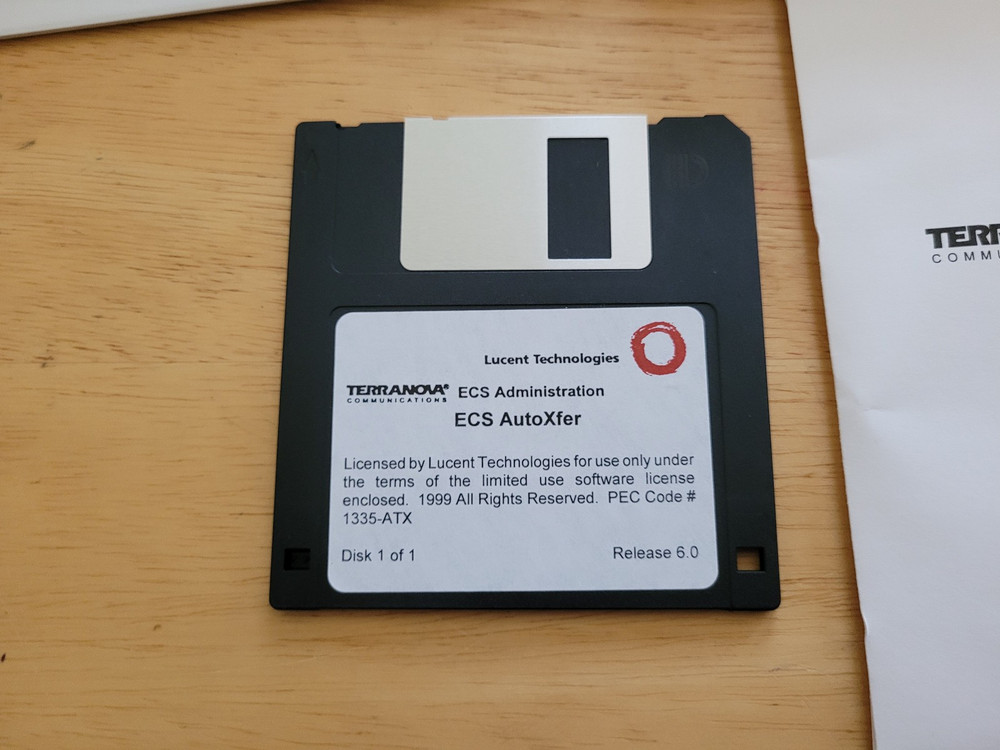 HD
Lucent Technologies
TERRANOVA® ECS Administration
COMMUNICATIONS
ECS AutoXfer
Licensed by Lucent Technologies for use only under
the terms of the limited use software license
enclosed. 1999 All Rights Reserved. PEC Code #
1335-ATX
Disk 1 of 1
Release 6.0